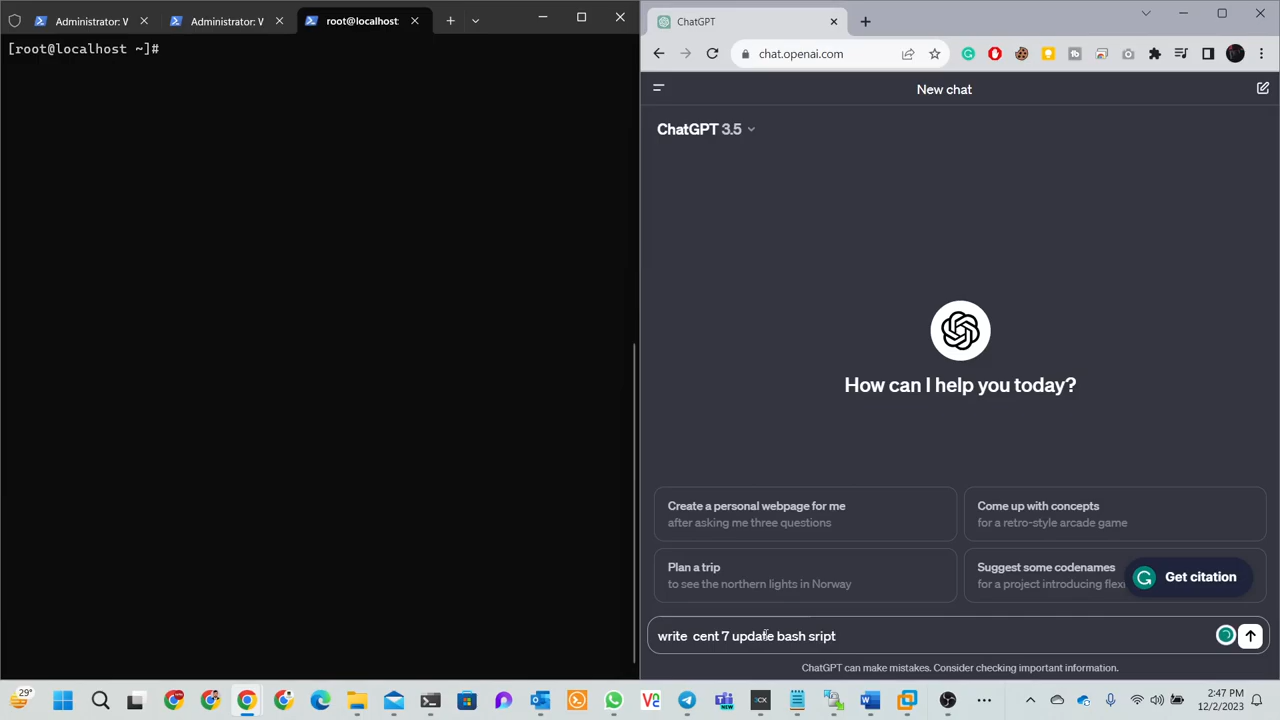 Administrator: V
Administrator: V
root@localhost
[root@localhost ~]#
ChatGPT
chat.openai.com
New chat
ChatGPT 3.5
How can I help you today?
Create a personal webpage for me
after asking me three questions
Come up with concepts
for a retro-style arcade game
Plan a trip
to see the northern lights in Norway
Suggest some codenames
for a project introducing flex
Get citation
write  cent 7 update bash sript
ChatGPT can make mistakes. Consider checking important information.
29°
2:47 PM
12/2/2023